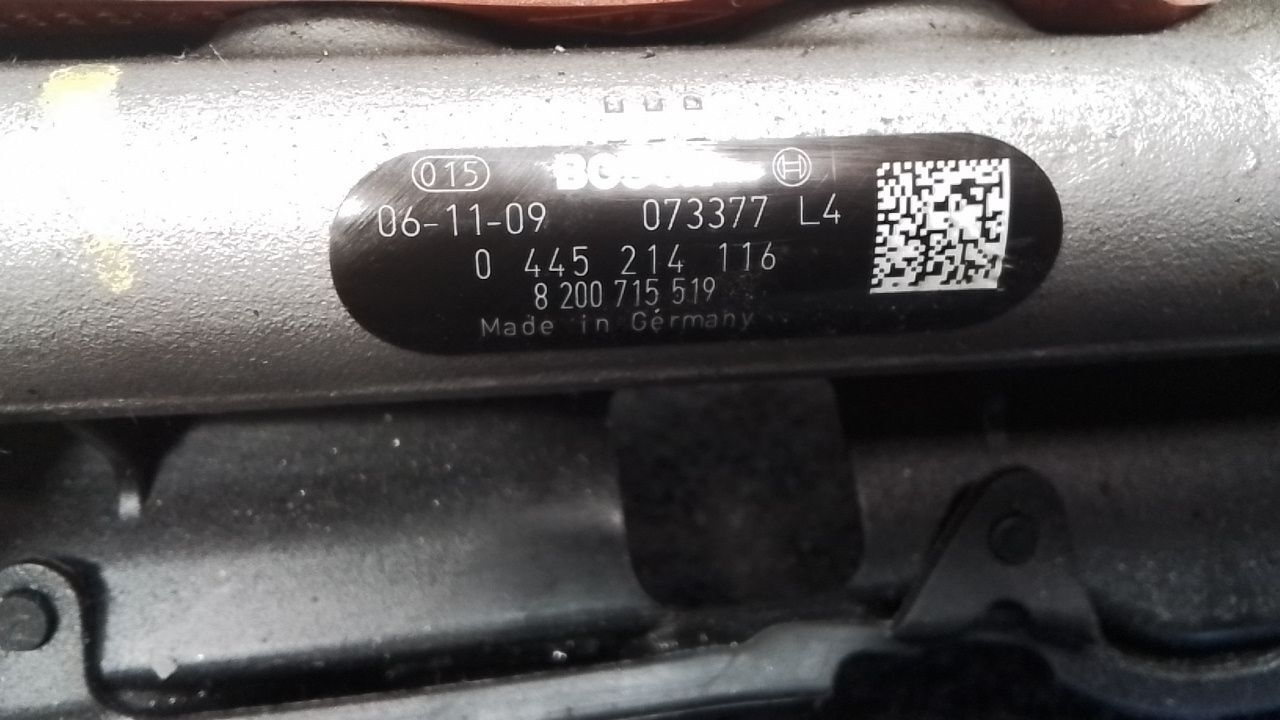 015 BOSCH
06-11-09 073377 L4
0 445 214 116
8 200 715 519
Made in Germany